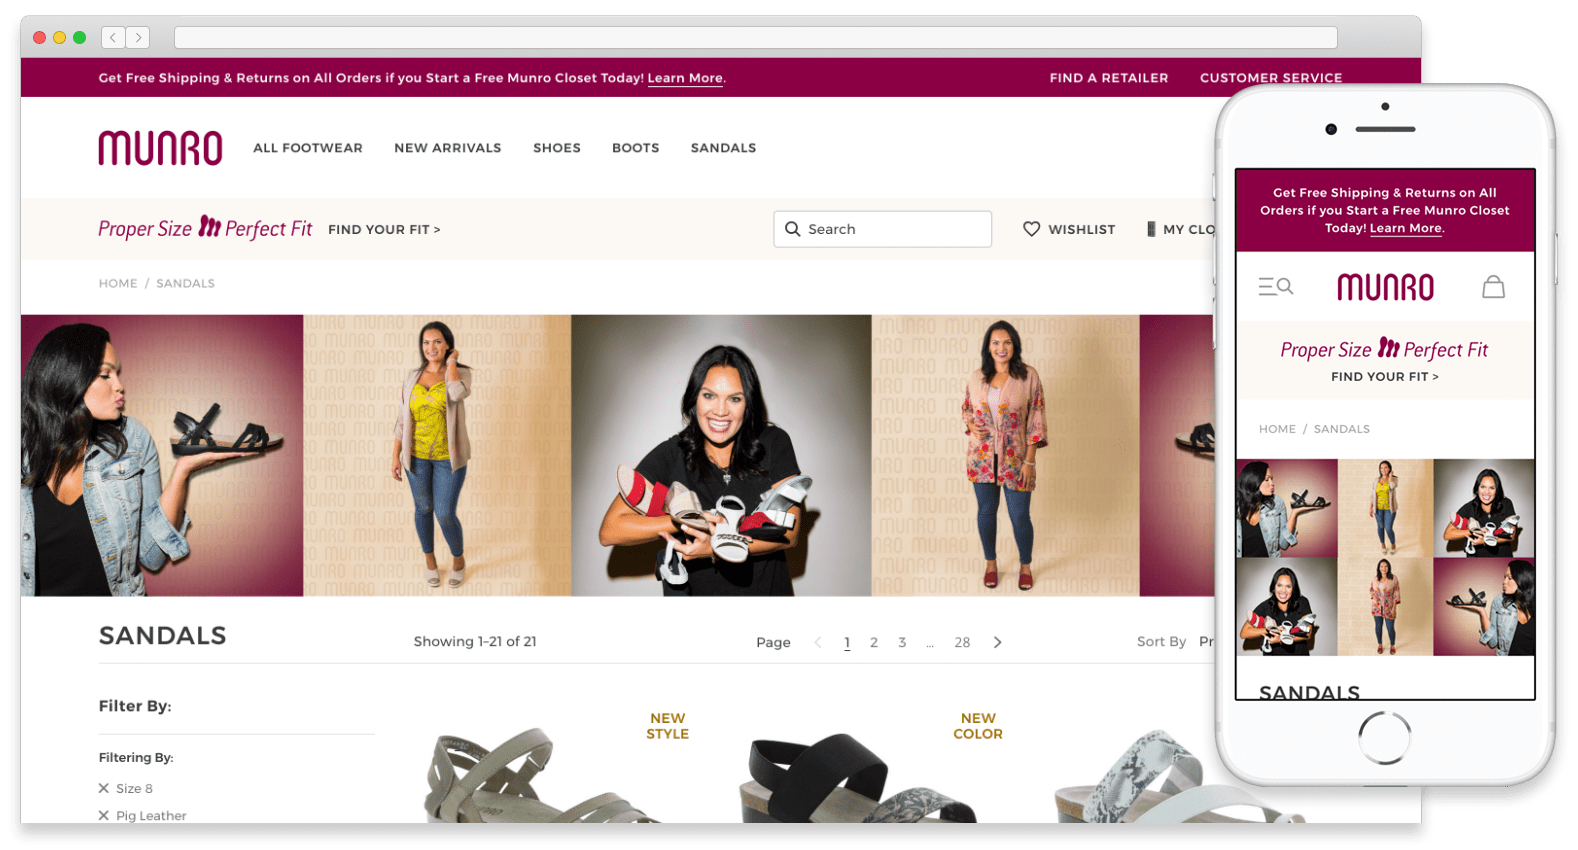 Get Free Shipping & Returns on All Orders if you Start a Free Munro Closet Today! Learn More.
FIND A RETAILER
CUSTOMER SERVICE
MUNRO
ALL FOOTWEAR
NEW ARRIVALS
SHOES
BOOTS
SANDALS
Proper Size Perfect Fit
FIND YOUR FIT >
Search
WISHLIST
MY CLO
HOME / SANDALS
SANDALS
Showing 1–21 of 21
Page 1 2 3 ... 28
Sort By Pr
Filter By:
Filtering By:
Size 8
Pig Leather
NEW
STYLE
NEW
COLOR
Get Free Shipping & Returns on All
Orders if you Start a Free Munro Closet
Today! Learn More.
MUNRO
Proper Size Perfect Fit
FIND YOUR FIT >
HOME / SANDALS
SANDALS